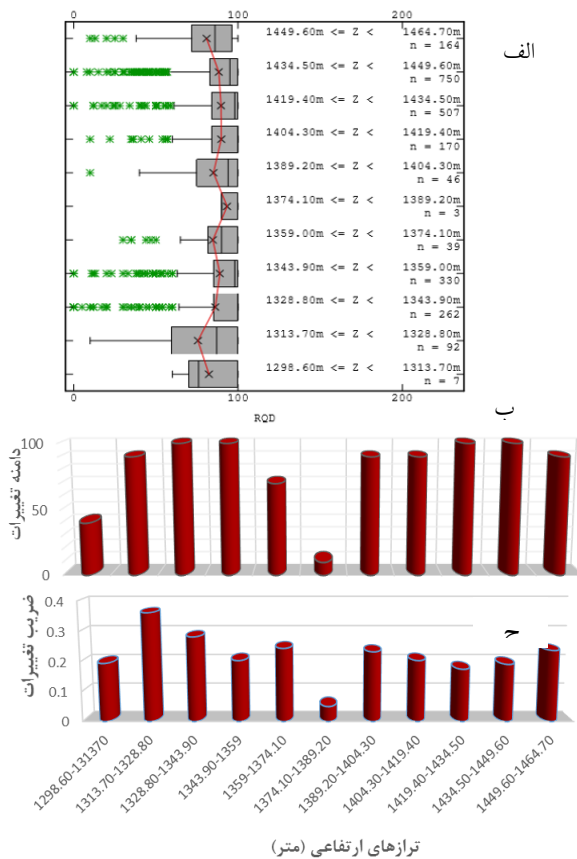 الف
1449.60m <= Z < 1464.70m
n = 164
1434.50m <= Z < 1449.60m
n = 750
1419.40m <= Z < 1434.50m
n = 507
1404.30m <= Z < 1419.40m
n = 170
1389.20m <= Z < 1404.30m
n = 46
1374.10m <= Z < 1389.20m
n = 3
1359.00m <= Z < 1374.10m
n = 39
1343.90m <= Z < 1359.00m
n = 330
1328.80m <= Z < 1343.90m
n = 262
1313.70m <= Z < 1328.80m
n = 92
1298.60m <= Z < 1313.70m
n = 7
0 100 200
RQD
ب
دامنه تغییرات
100
50
0
ج
ضریب تغییرات
0.4
0.3
0.2
0.1
0
1298.60-131370
1313.70-1328.80
1328.80-1343.90
1343.90-1359
1359-1374.10
1374.10-1389.20
1389.20-1404.30
1404.30-1419.40
1419.40-1434.50
1434.50-1449.60
1449.60-1464.70
ترازهای ارتفاعی (متر)